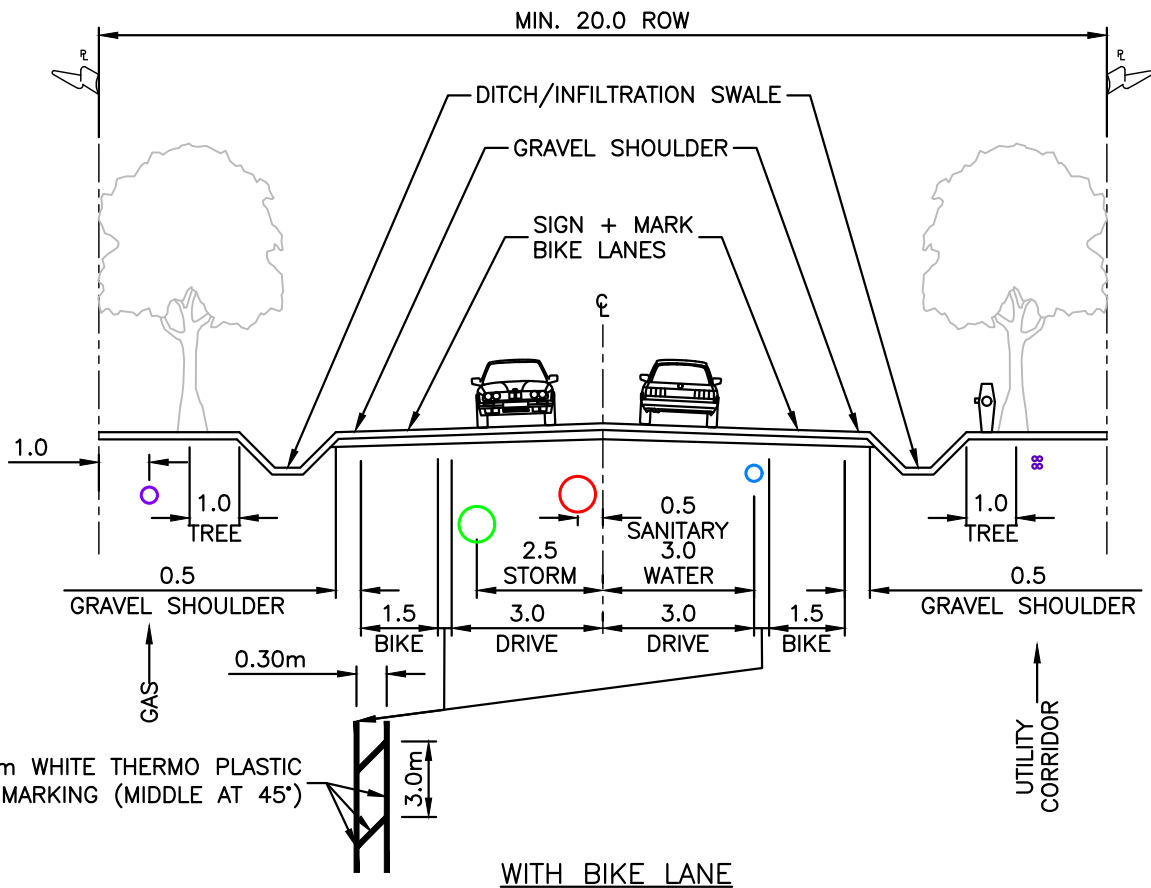 MIN. 20.0 ROW
PL
PL
DITCH/INFILTRATION SWALE
GRAVEL SHOULDER
SIGN + MARK
BIKE LANES
CL
1.0
1.0
TREE
0.5
SANITARY
1.0
TREE
2.5
STORM
3.0
WATER
0.5
GRAVEL SHOULDER
0.5
GRAVEL SHOULDER
1.5
BIKE
3.0
DRIVE
3.0
DRIVE
1.5
BIKE
0.30m
GAS
UTILITY
CORRIDOR
m WHITE THERMO PLASTIC
MARKING (MIDDLE AT 45°)
3.0m
WITH BIKE LANE